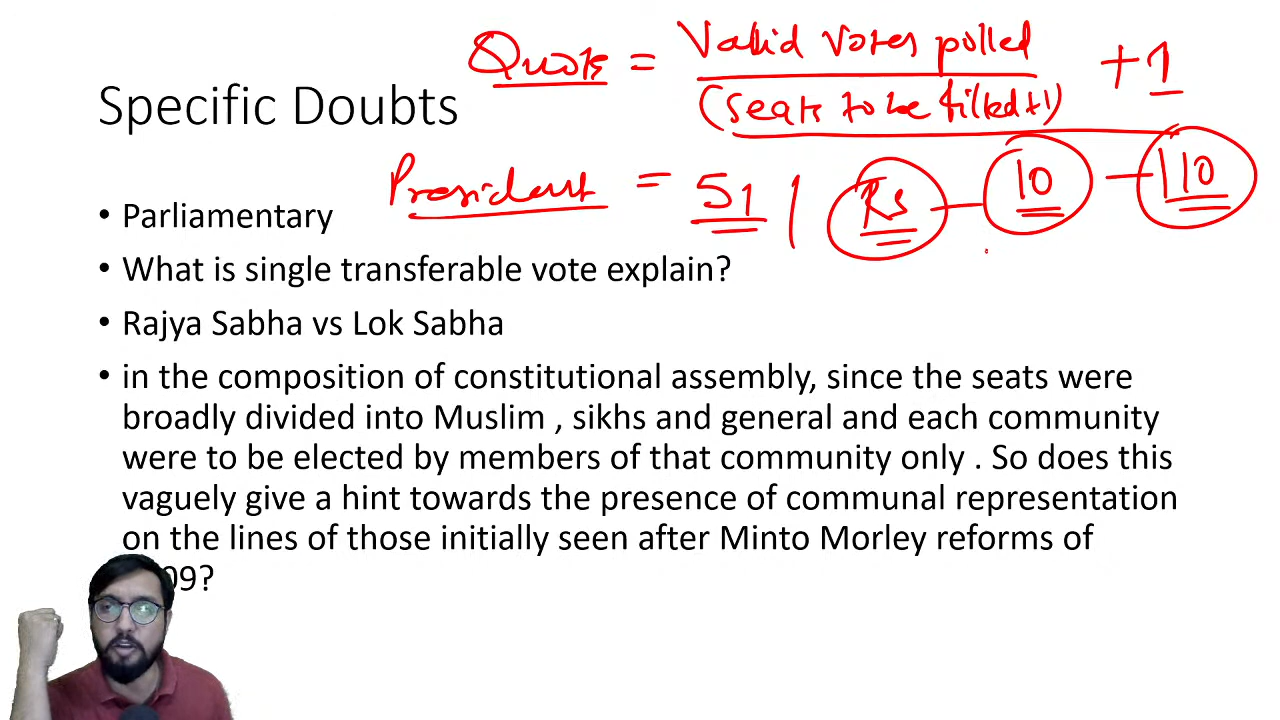 Quota = Valid Votes polled
(Seats to be filled +1) +1
Specific Doubts
President = 51 | Rs - 10 - 110
• Parliamentary
• What is single transferable vote explain?
• Rajya Sabha vs Lok Sabha
• in the composition of constitutional assembly, since the seats were
broadly divided into Muslim , sikhs and general and each community
were to be elected by members of that community only . So does this
vaguely give a hint towards the presence of communal representation
on the lines of those initially seen after Minto Morley reforms of
09?